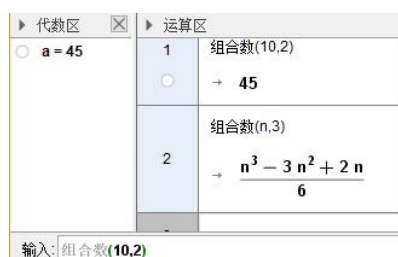 代数区
运算区
a = 45
1
组合数(10,2)
→ 45
2
组合数(n,3)
→ (n³ − 3 n² + 2 n) / 6
输入: 组合数(10,2)